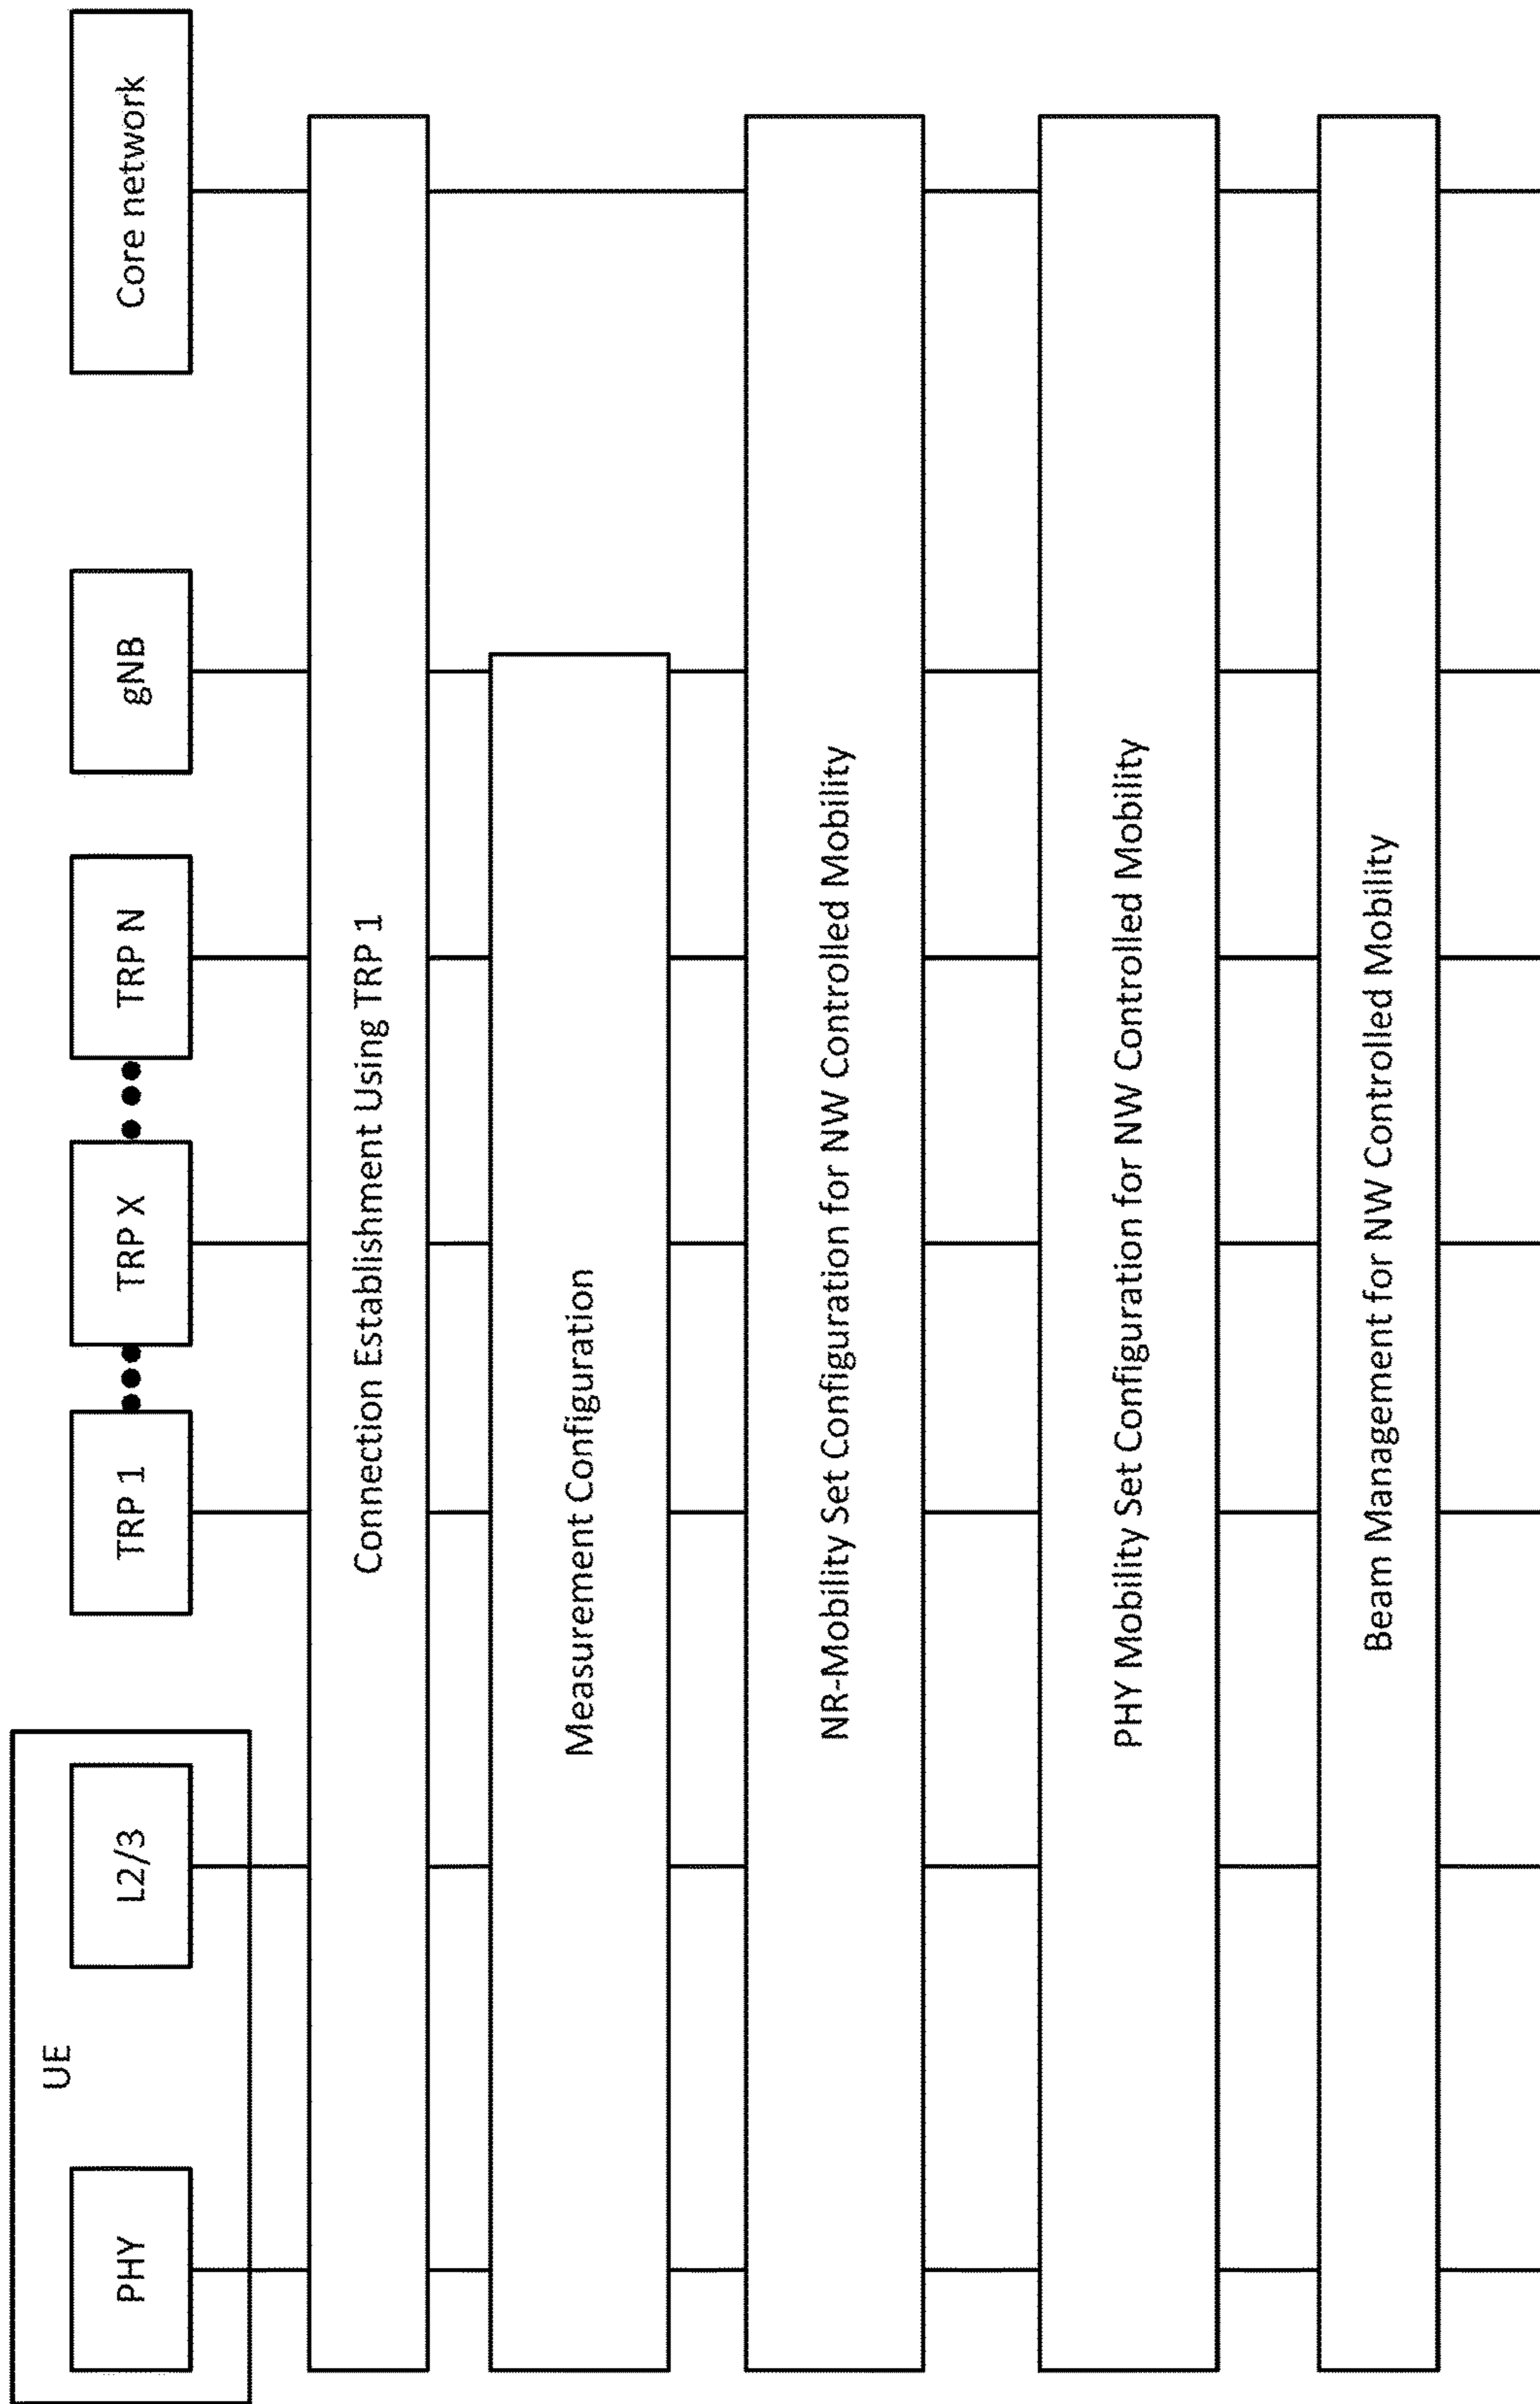 UE
PHY
L2/3
TRP 1
TRP X
TRP N
gNB
Core network
Connection Establishment Using TRP 1
Measurement Configuration
NR-Mobility Set Configuration for NW Controlled Mobility
PHY Mobility Set Configuration for NW Controlled Mobility
Beam Management for NW Controlled Mobility